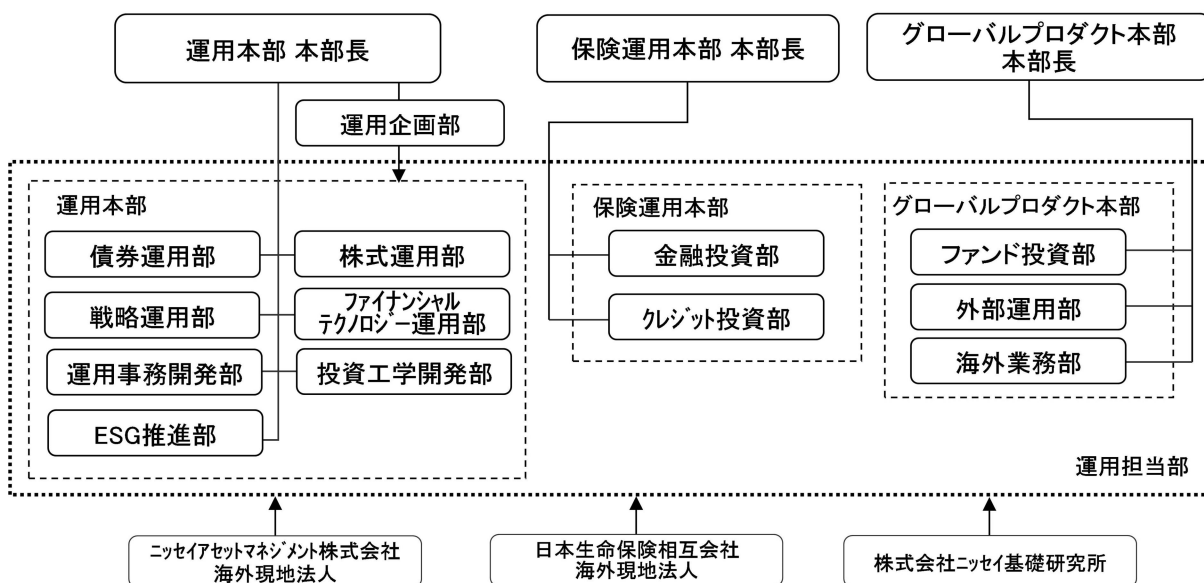 運用本部 本部長
保険運用本部 本部長
グローバルプロダクト本部
本部長
運用企画部
運用本部
債券運用部
株式運用部
戦略運用部
ファイナンシャル
テクノロジー運用部
運用事務開発部
投資工学開発部
ESG推進部
保険運用本部
金融投資部
クレジット投資部
グローバルプロダクト本部
ファンド投資部
外部運用部
海外業務部
運用担当部
ニッセイアセットマネジメント株式会社
海外現地法人
日本生命保険相互会社
海外現地法人
株式会社ニッセイ基礎研究所